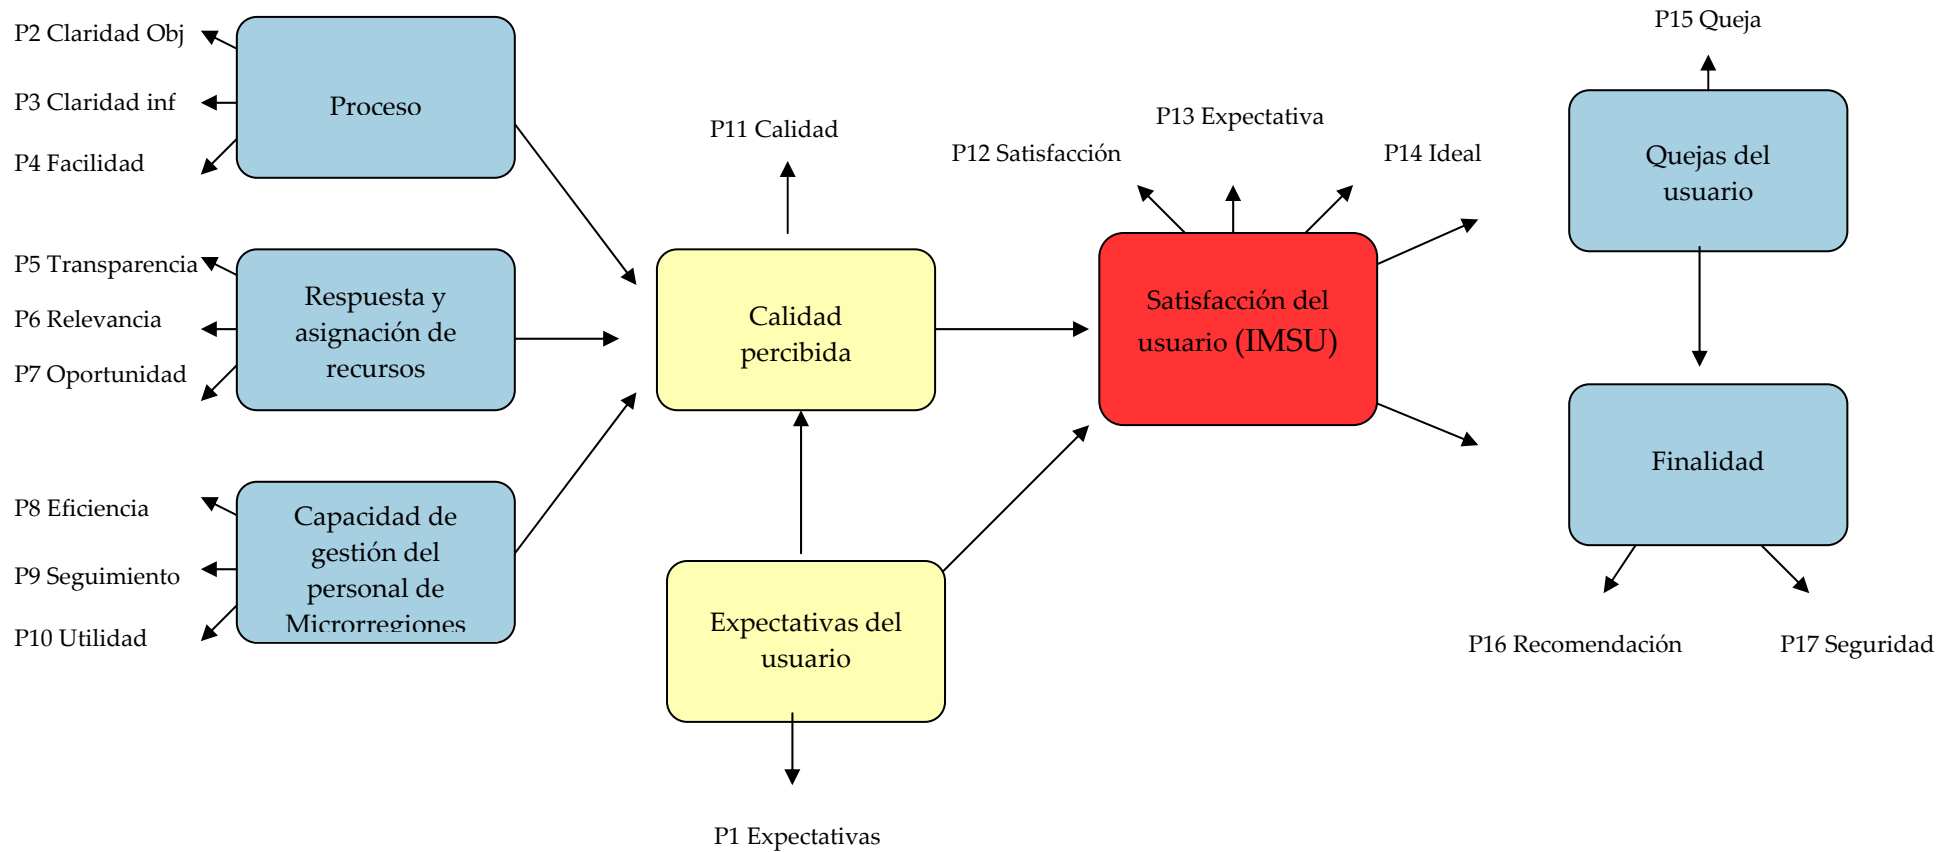 P2 Claridad Obj
P3 Claridad inf
P4 Facilidad
Proceso
P5 Transparencia
P6 Relevancia
P7 Oportunidad
Respuesta y
asignación de
recursos
P8 Eficiencia
P9 Seguimiento
P10 Utilidad
Capacidad de
gestión del
personal de
Microrregiones
P11 Calidad
Calidad
percibida
Expectativas del
usuario
P1 Expectativas
P12 Satisfacción
P13 Expectativa
P14 Ideal
Satisfacción del
usuario (IMSU)
P15 Queja
Quejas del
usuario
Finalidad
P16 Recomendación
P17 Seguridad